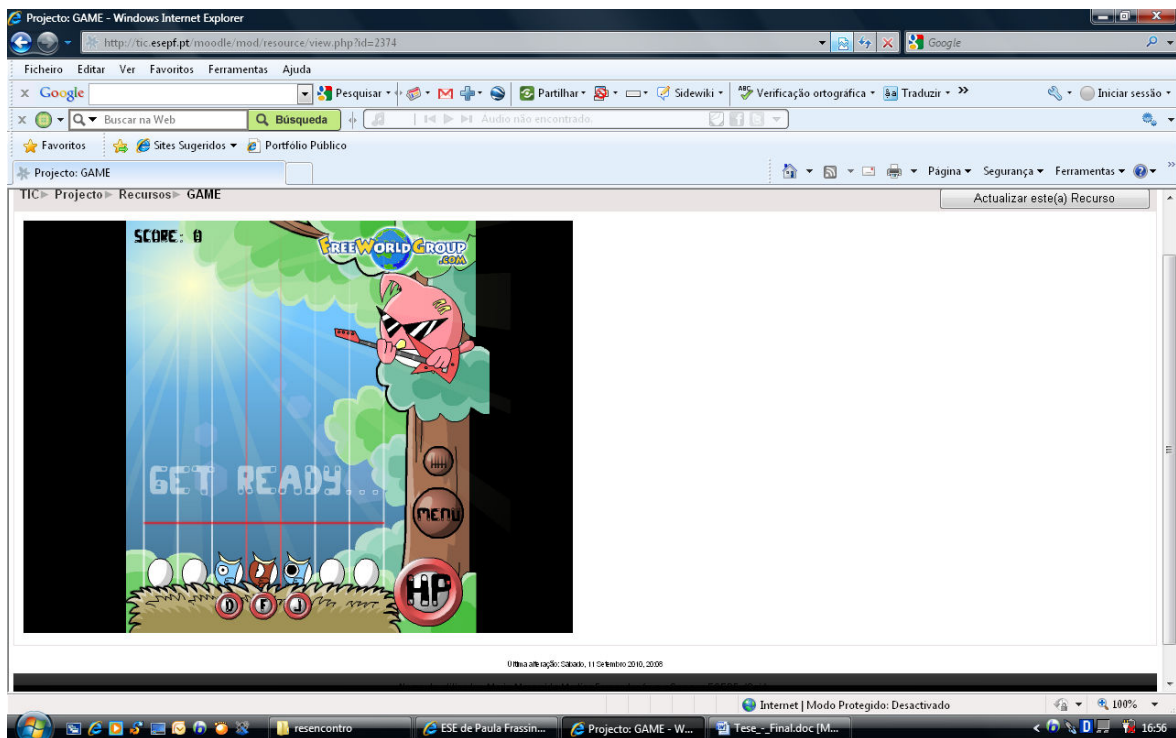 Projecto: GAME - Windows Internet Explorer
http://tic.esepf.pt/moodle/mod/resource/view.php?id=2374
Google
Ficheiro Editar Ver Favoritos Ferramentas Ajuda
x Google Pesquisar Partilhar Sidewiki ABC Verificação ortográfica Traduzir » Iniciar sessão
x Buscar na Web Búsqueda Áudio não encontrado.
Favoritos Sites Sugeridos Portfólio Público
Projecto: GAME Página Segurança Ferramentas »
TIC Projecto Recursos GAME Actualizar este(a) Recurso
SCORE: 0
FREEWORLDGROUP
.COM
GET READY...
MENU
HP
D F J
Última alteração: Sábado, 11 Setembro 2010, 20:08
Internet | Modo Protegido: Desactivado 100%
resencontro ESE de Paula Frassin... Projecto: GAME - W... Tese_-_Final.doc [M... 16:56